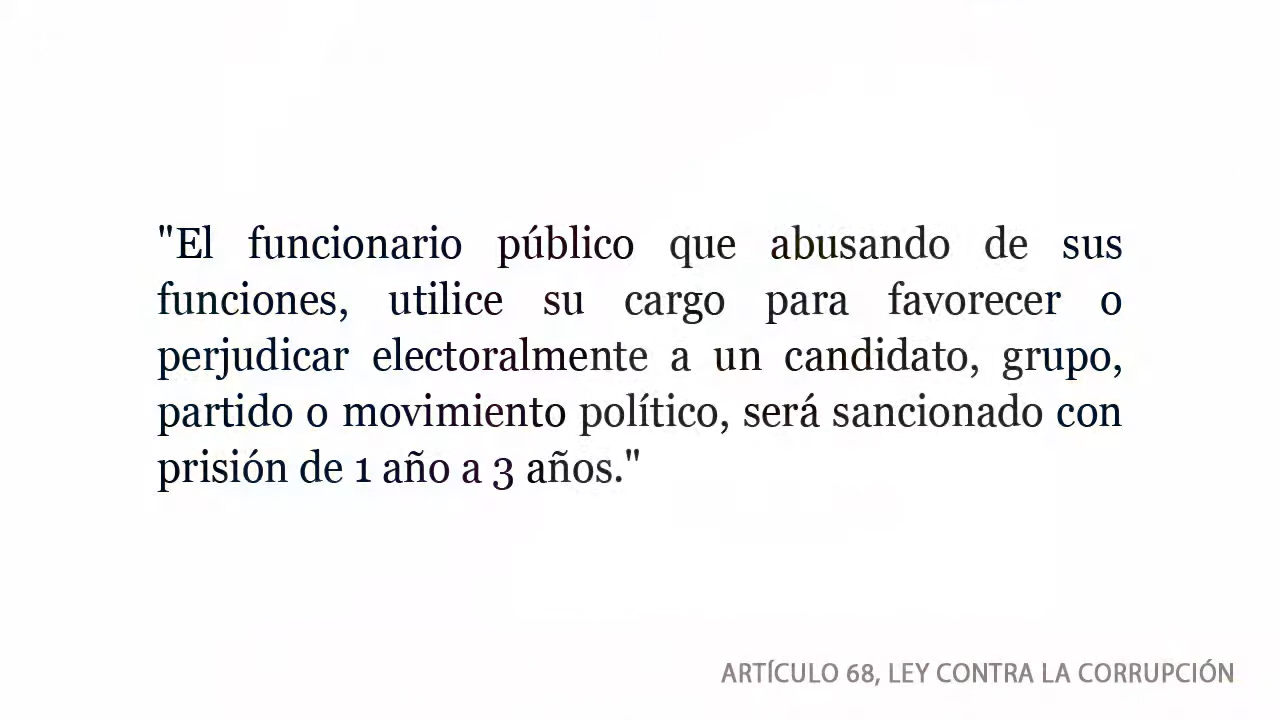 "El funcionario público que abusando de sus
funciones, utilice su cargo para favorecer o
perjudicar electoralmente a un candidato, grupo,
partido o movimiento político, será sancionado con
prisión de 1 año a 3 años."
ARTÍCULO 68, LEY CONTRA LA CORRUPCIÓN